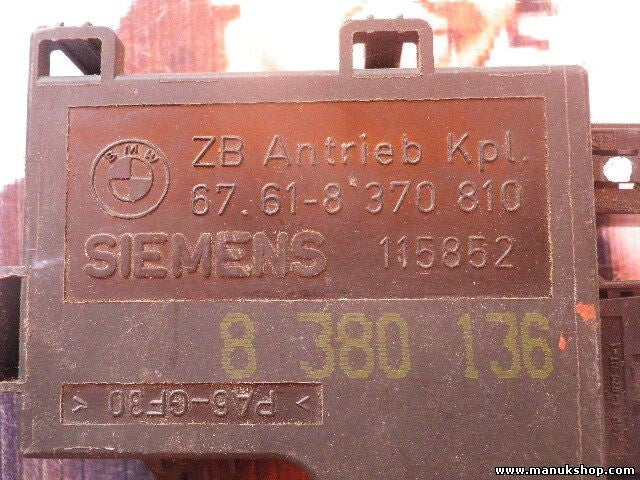 BMW
ZB Antrieb Kpl.
67.61-8 370 810
SIEMENS 115852
8 380 136
>PA6-GF30<
www.manukshop.com